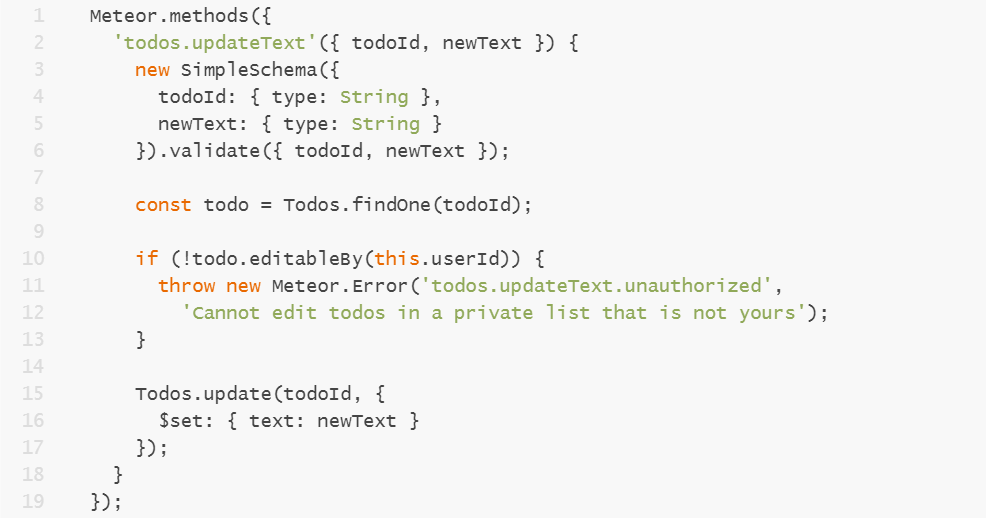 1 Meteor.methods({
2   'todos.updateText'({ todoId, newText }) {
3     new SimpleSchema({
4       todoId: { type: String },
5       newText: { type: String }
6     }).validate({ todoId, newText });
7
8     const todo = Todos.findOne(todoId);
9
10     if (!todo.editableBy(this.userId)) {
11       throw new Meteor.Error('todos.updateText.unauthorized',
12         'Cannot edit todos in a private list that is not yours');
13     }
14
15     Todos.update(todoId, {
16       $set: { text: newText }
17     });
18   }
19 });